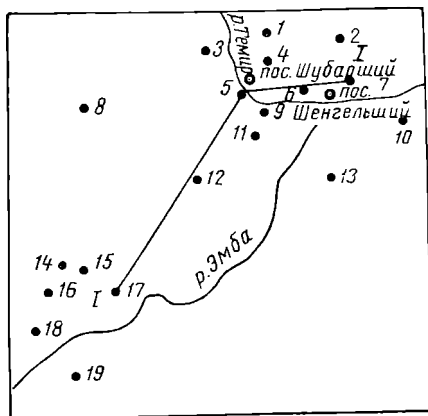 1
2
3
р. Темир
4
I
пос. Шубарший
5
6
пос. 7
8
9
Шенгельший
10
11
12
13
14
15
16
I
17
р. Эмба
18
19